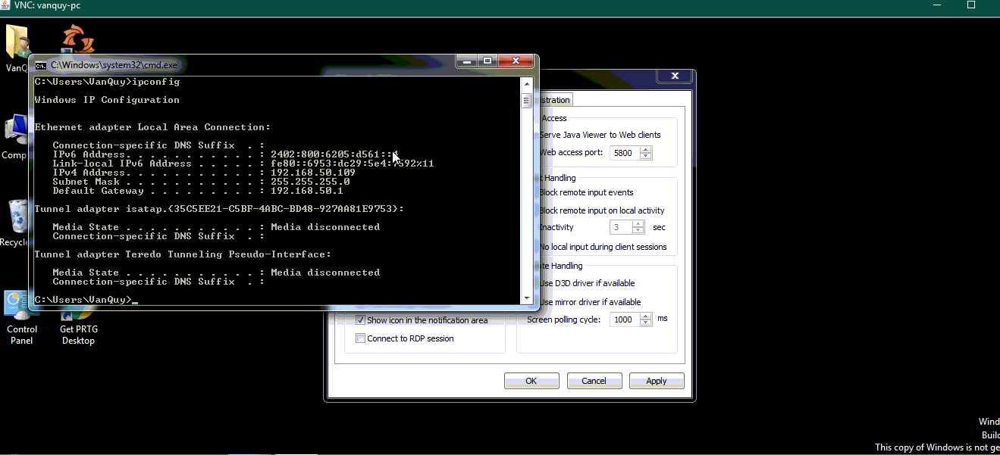 VNC: vanquy-pc
VanQ
Comp
Recycle
Control
Panel
Get PRTG
Desktop
C:\Windows\system32\cmd.exe
C:\Users\VanQuy>ipconfig
Windows IP Configuration
Ethernet adapter Local Area Connection:
Connection-specific DNS Suffix . :
IPv6 Address. . . . . . . . . . . : 2402:800:6205:d561::
Link-local IPv6 Address . . . . . : fe80::6953:dc29:5e4:7592%11
IPv4 Address. . . . . . . . . . . : 192.168.50.109
Subnet Mask . . . . . . . . . . . : 255.255.255.0
Default Gateway . . . . . . . . . : 192.168.50.1
Tunnel adapter isatap.{35C5EE21-C5BF-4ABC-BD48-927AA81E9753}:
Media State . . . . . . . . . . . : Media disconnected
Connection-specific DNS Suffix . :
Tunnel adapter Teredo Tunneling Pseudo-Interface:
Media State . . . . . . . . . . . : Media disconnected
Connection-specific DNS Suffix . :
C:\Users\VanQuy>_
istration
Access
Serve Java Viewer to Web clients
Web access port: 5800
t Handling
Block remote input events
Block remote input on local activity
Inactivity 3 sec
No local input during client sessions
te Handling
Use D3D driver if available
Use mirror driver if available
Screen polling cycle: 1000 ms
Show icon in the notification area
Connect to RDP session
OK Cancel Apply
Wind
Build
This copy of Windows is not ge